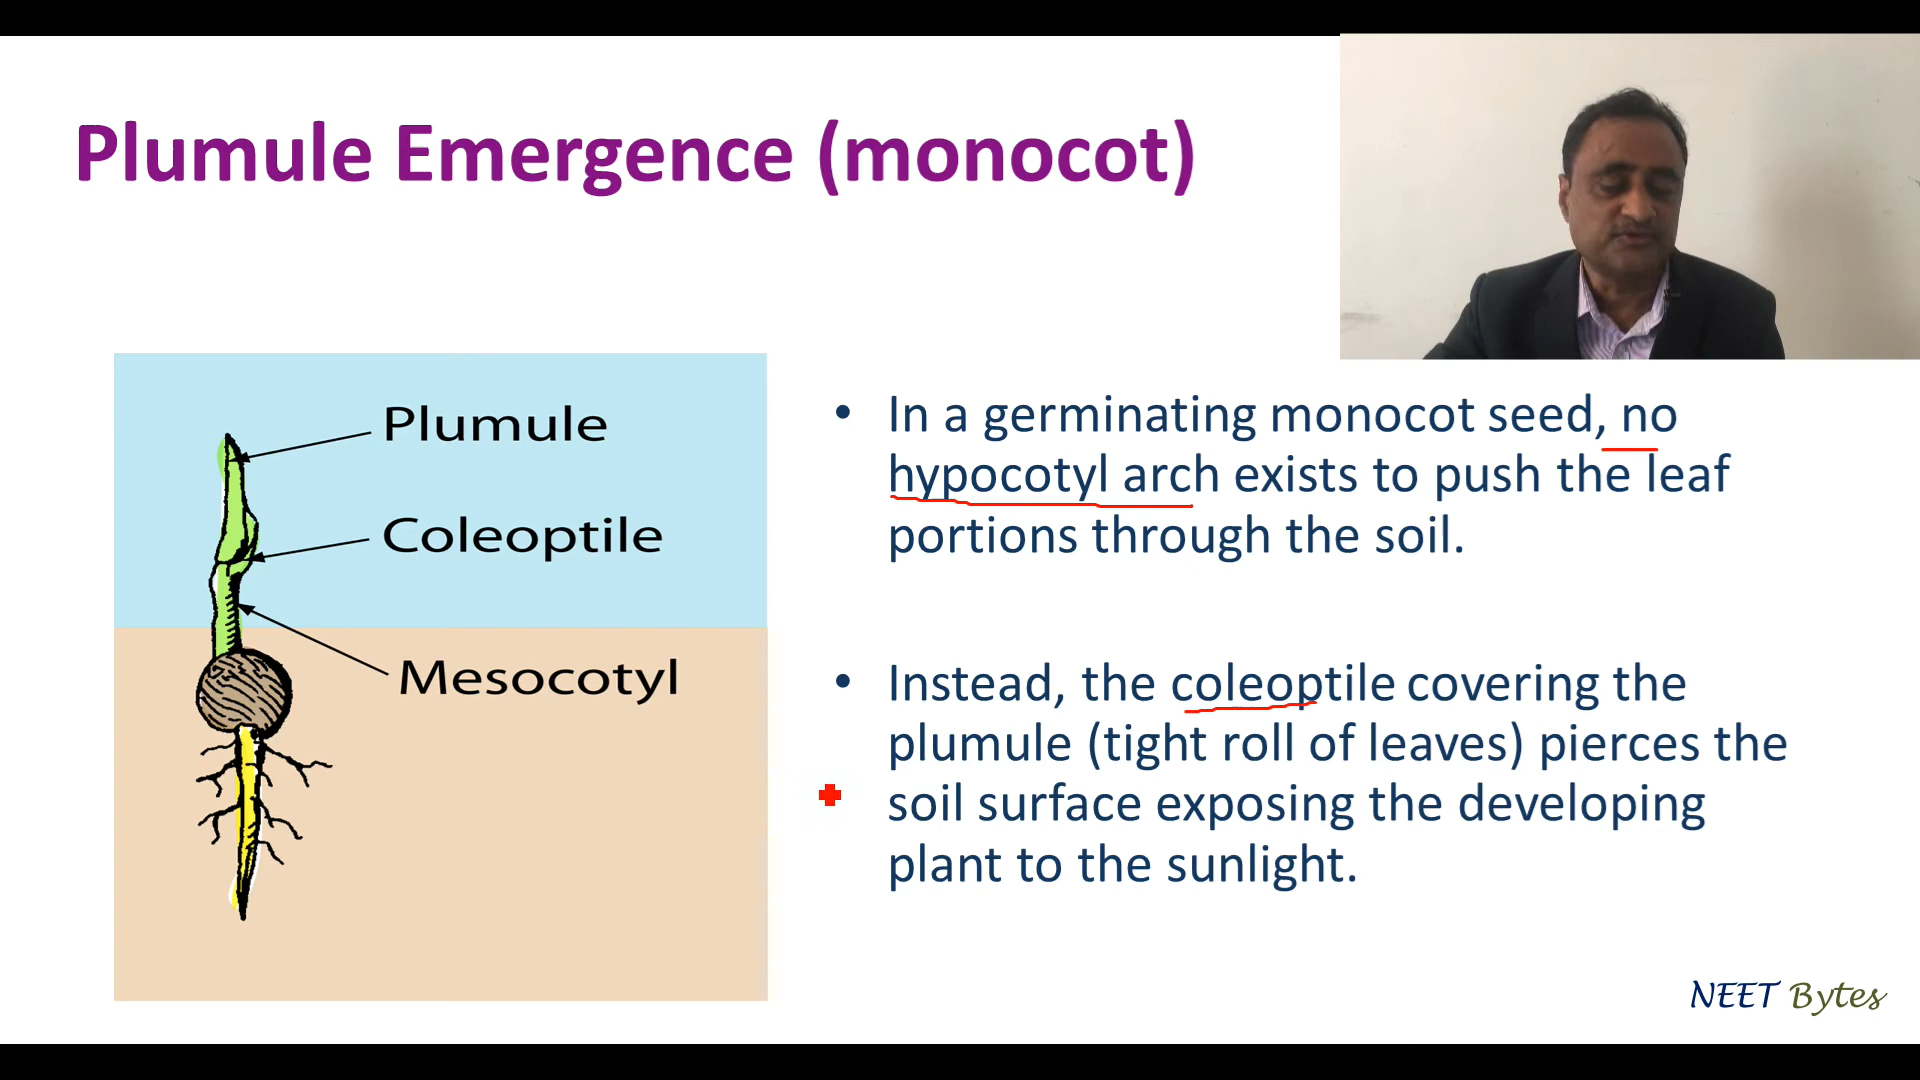 Plumule Emergence (monocot)
Plumule
Coleoptile
Mesocotyl
• In a germinating monocot seed, no
hypocotyl arch exists to push the leaf
portions through the soil.
• Instead, the coleoptile covering the
plumule (tight roll of leaves) pierces the
soil surface exposing the developing
plant to the sunlight.
NEET Bytes